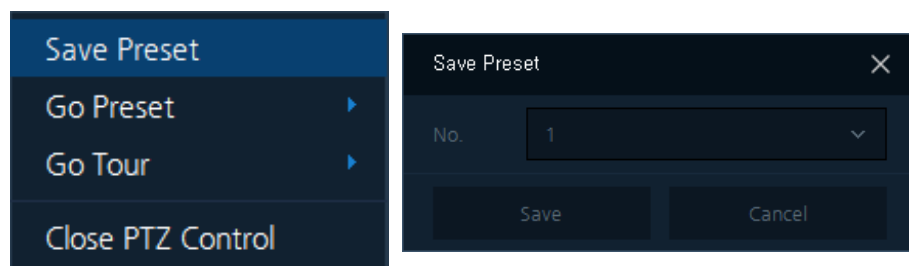 Save Preset
Go Preset
Go Tour
Close PTZ Control
Save Preset
No. 1
Save Cancel